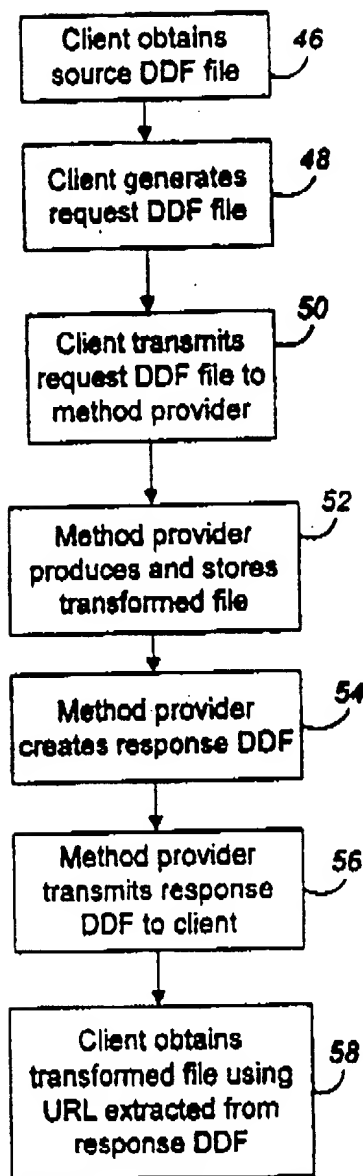 Client obtains
source DDF file
46
Client generates
request DDF file
48
Client transmits
request DDF file to
method provider
50
Method provider
produces and stores
transformed file
52
Method provider
creates response DDF
54
Method provider
transmits response
DDF to client
56
Client obtains
transformed file using
URL extracted from
response DDF
58